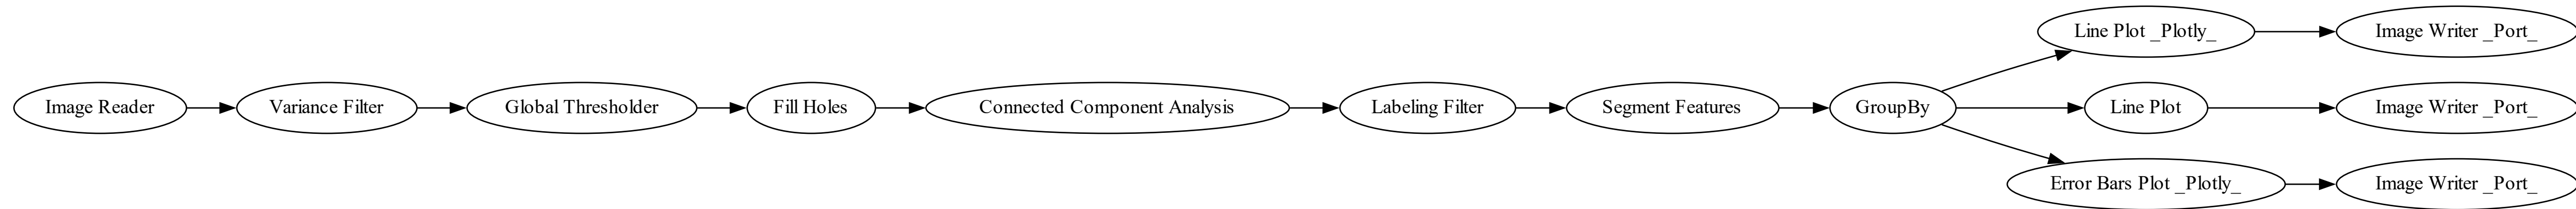 Image Reader
Variance Filter
Global Thresholder
Fill Holes
Connected Component Analysis
Labeling Filter
Segment Features
GroupBy
Line Plot _Plotly_
Image Writer _Port_
Line Plot
Image Writer _Port_
Error Bars Plot _Plotly_
Image Writer _Port_